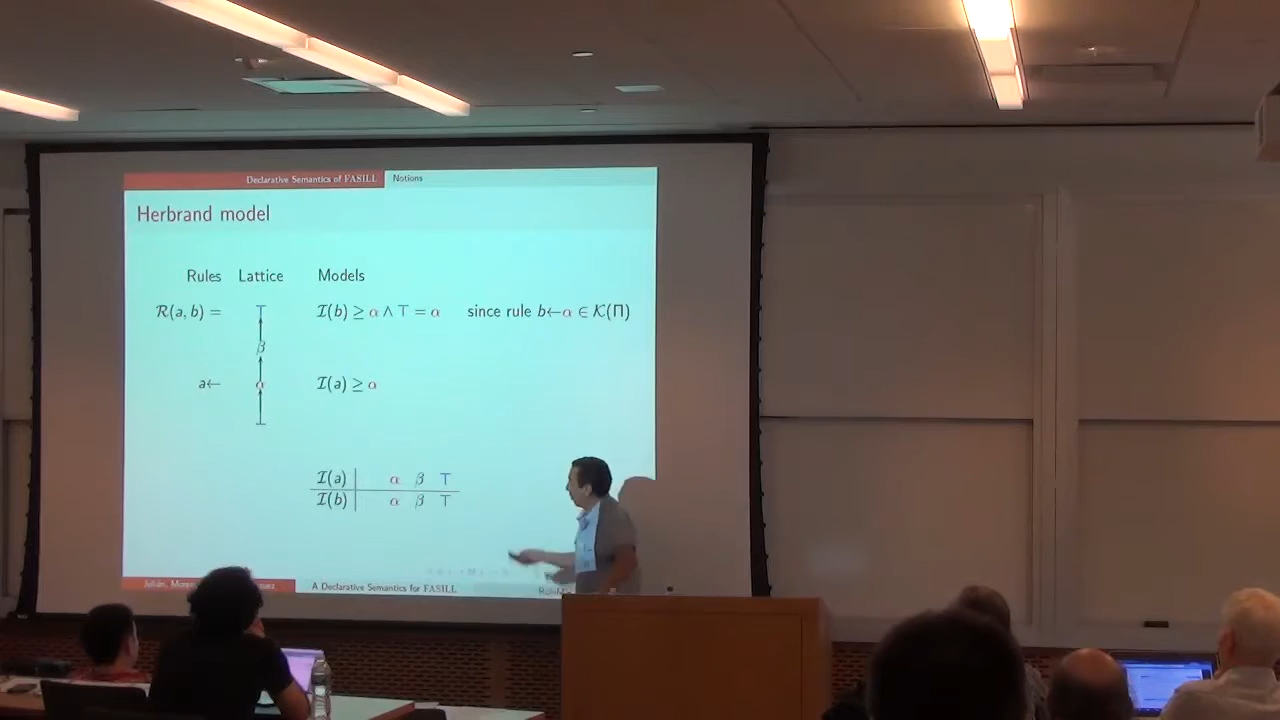 Declarative Semantics of FASILL Notions
Herbrand model
Rules Lattice Models
R(a, b) = ⊤ I(b) ≥ α ∧ ⊤ = α since rule b←α ∈ K(Π)
β
a← α I(a) ≥ α
⊥
I(a) α β ⊤
I(b) α β ⊤
A Declarative Semantics for FASILL